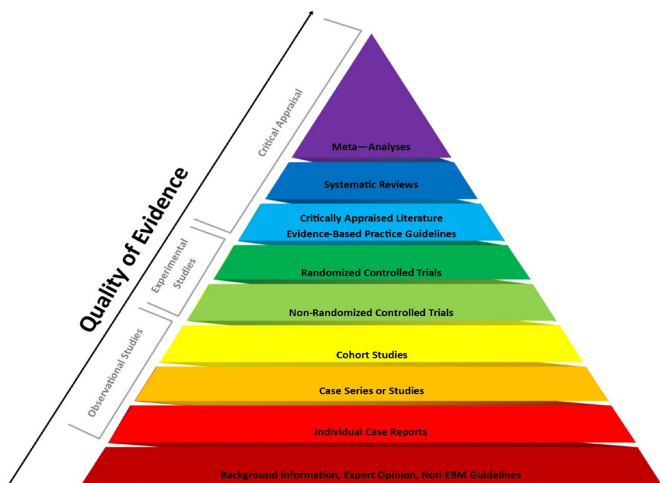 Quality of Evidence
Critical Appraisal
Experimental
Studies
Observational Studies
Meta—Analyses
Systematic Reviews
Critically Appraised Literature
Evidence-Based Practice Guidelines
Randomized Controlled Trials
Non-Randomized Controlled Trials
Cohort Studies
Case Series or Studies
Individual Case Reports
Background Information, Expert Opinion, Non-EBM Guidelines